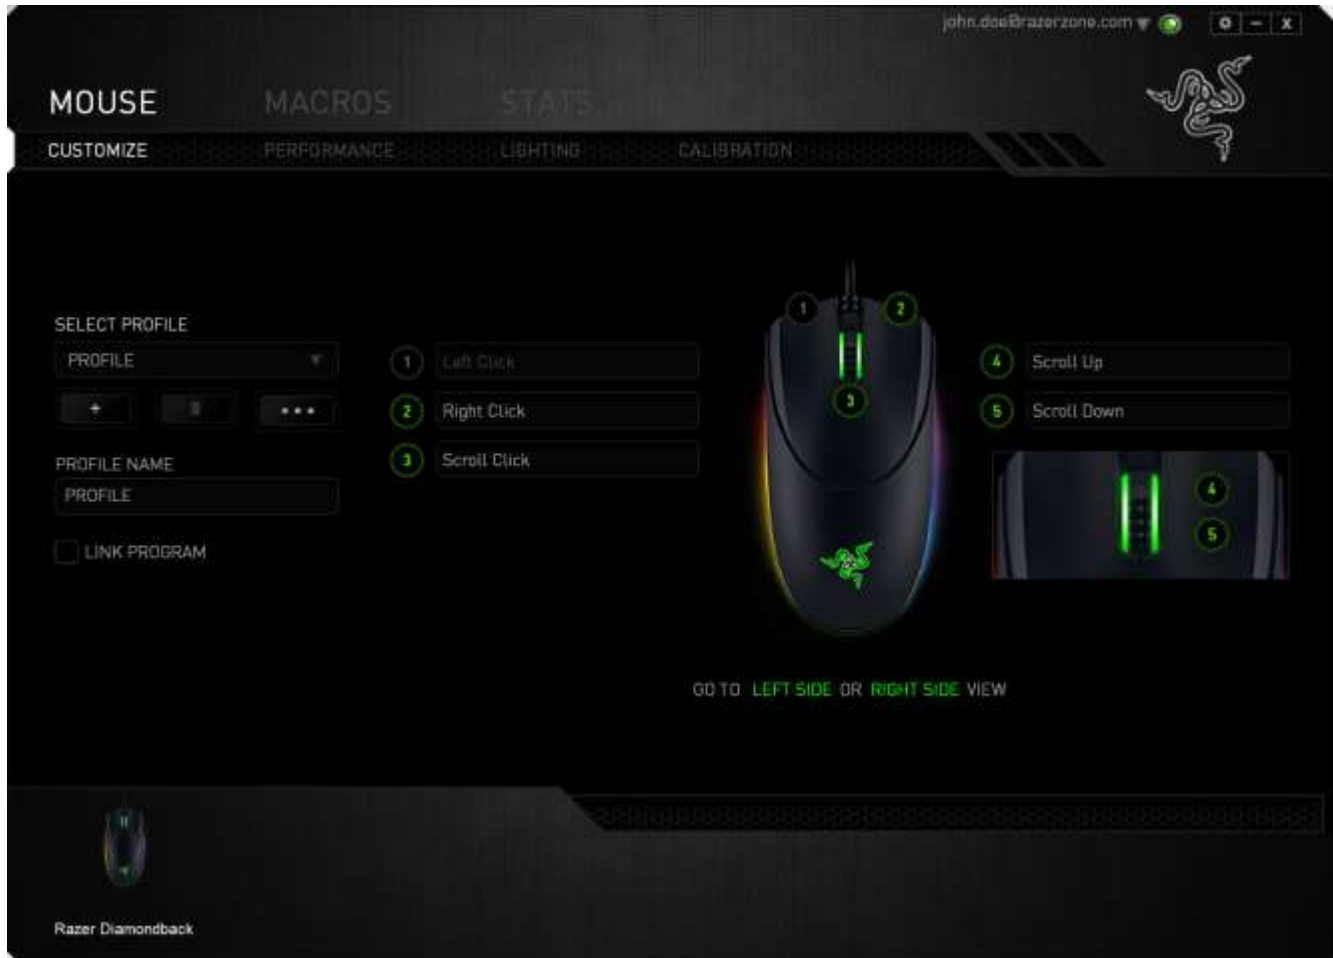 john.doe@razerzone.com
MOUSE MACROS STATS
CUSTOMIZE PERFORMANCE LIGHTING CALIBRATION
SELECT PROFILE
PROFILE
PROFILE NAME
PROFILE
LINK PROGRAM
1 Left Click
2 Right Click
3 Scroll Click
1 2
3
4 Scroll Up
5 Scroll Down
4
5
GO TO LEFT SIDE OR RIGHT SIDE VIEW
Razer Diamondback